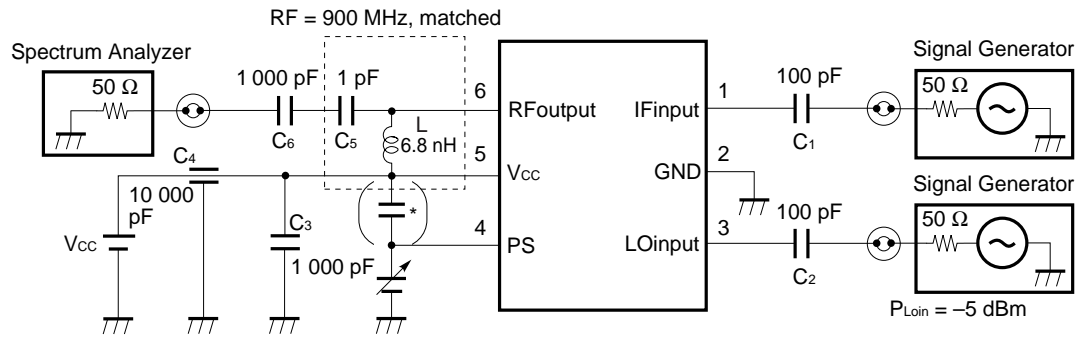 RF = 900 MHz, matched
Spectrum Analyzer
50 Ω
1 000 pF
C6
1 pF
C5
L
6.8 nH
6
RFoutput
IFinput
1
100 pF
C1
Signal Generator
50 Ω
5
VCC
GND
2
C4
10 000
pF
VCC
C3
1 000 pF
*
4
PS
LOinput
3
100 pF
C2
Signal Generator
50 Ω
PLoin = –5 dBm